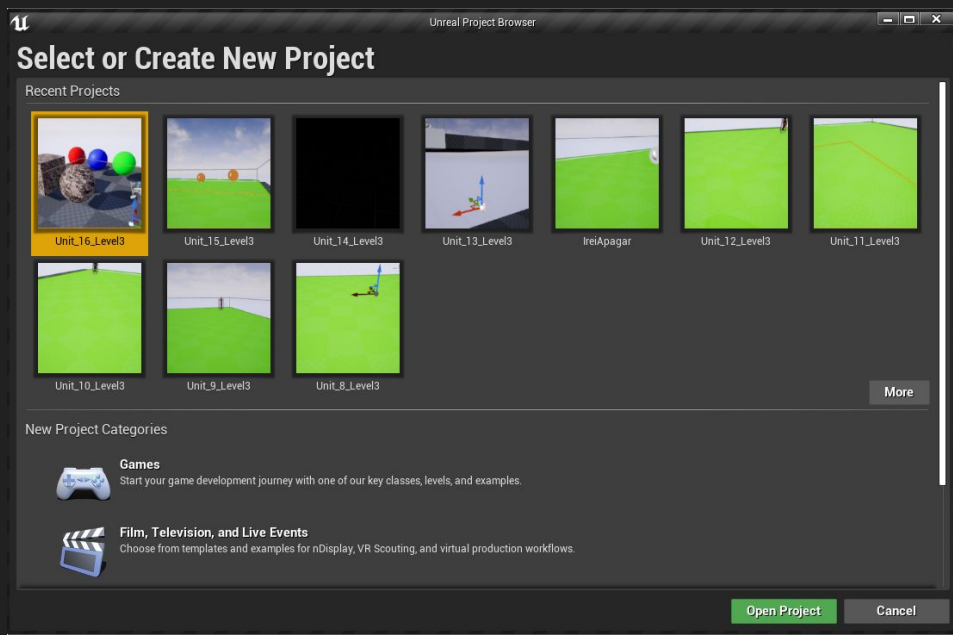 Unreal Project Browser
Select or Create New Project
Recent Projects
Unit_16_Level3
Unit_15_Level3
Unit_14_Level3
Unit_13_Level3
IreiApagar
Unit_12_Level3
Unit_11_Level3
Unit_10_Level3
Unit_9_Level3
Unit_8_Level3
More
New Project Categories
Games
Start your game development journey with one of our key classes, levels, and examples.
Film, Television, and Live Events
Choose from templates and examples for nDisplay, VR Scouting, and virtual production workflows.
Open Project
Cancel